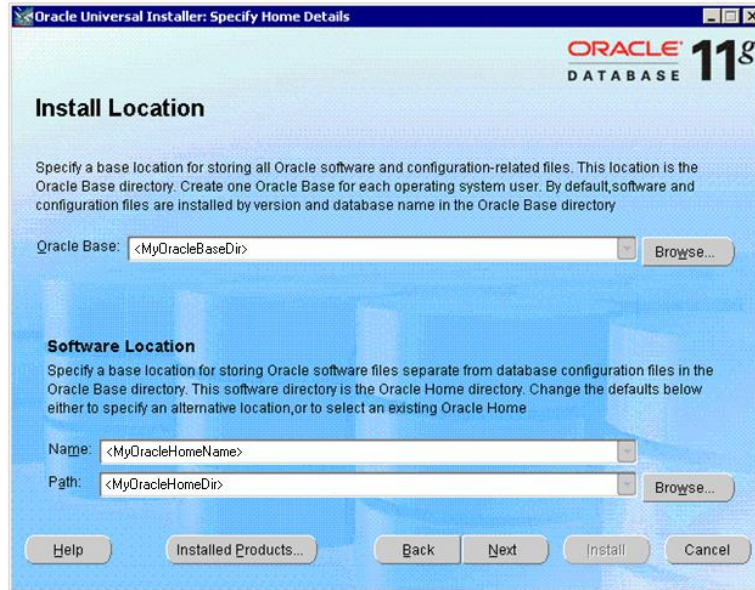 Oracle Universal Installer: Specify Home Details
ORACLE
DATABASE 11g
Install Location
Specify a base location for storing all Oracle software and configuration-related files. This location is the
Oracle Base directory. Create one Oracle Base for each operating system user. By default,software and
configuration files are installed by version and database name in the Oracle Base directory
Oracle Base: <MyOracleBaseDir> Browse...
Software Location
Specify a base location for storing Oracle software files separate from database configuration files in the
Oracle Base directory. This software directory is the Oracle Home directory. Change the defaults below
either to specify an alternative location,or to select an existing Oracle Home
Name: <MyOracleHomeName>
Path: <MyOracleHomeDir> Browse...
Help Installed Products... Back Next Install Cancel